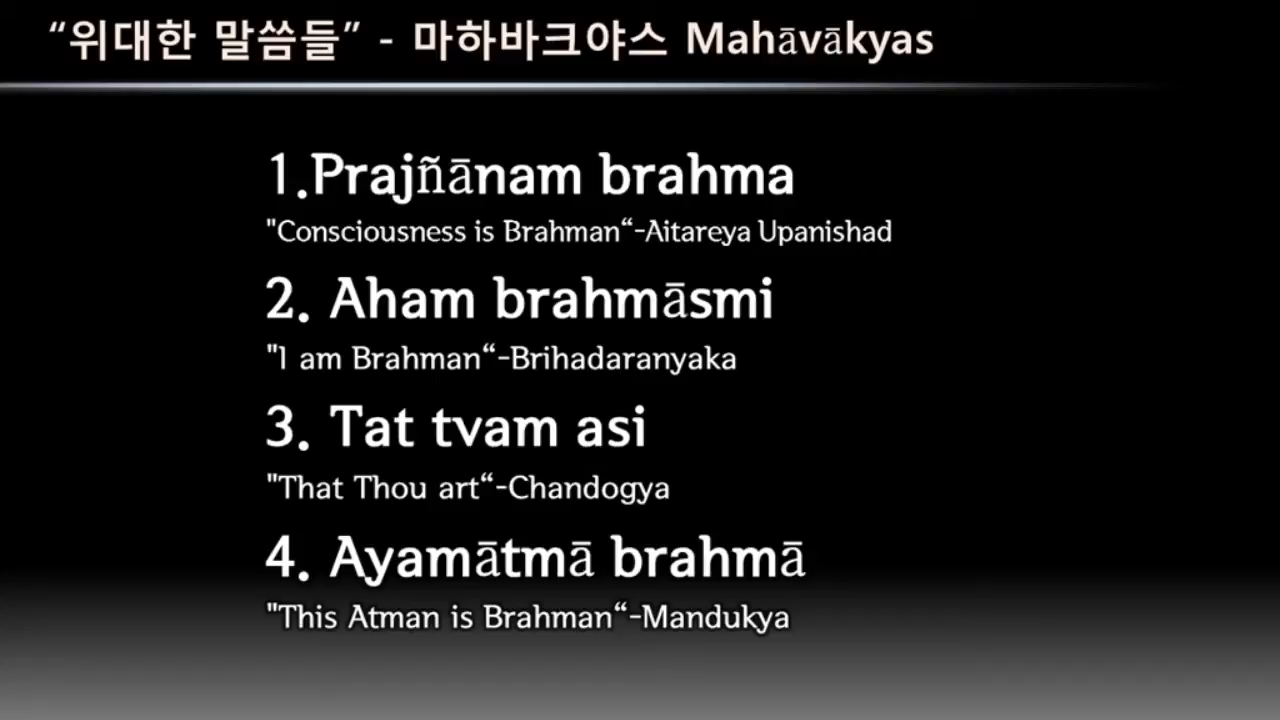 “위대한 말씀들” - 마하바크야스 Mahāvākyas
1.Prajñānam brahma
"Consciousness is Brahman“-Aitareya Upanishad
2. Aham brahmāsmi
"I am Brahman“-Brihadaranyaka
3. Tat tvam asi
"That Thou art“-Chandogya
4. Ayamātmā brahmā
"This Atman is Brahman“-Mandukya